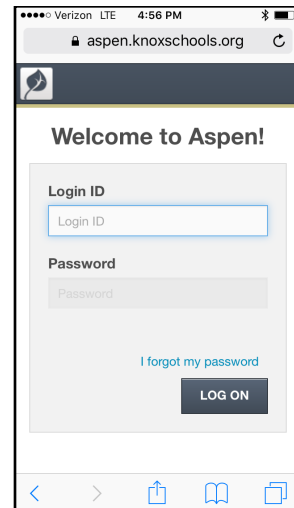 Verizon LTE 4:56 PM
aspen.knoxschools.org
Welcome to Aspen!
Login ID
Login ID
Password
Password
I forgot my password
LOG ON